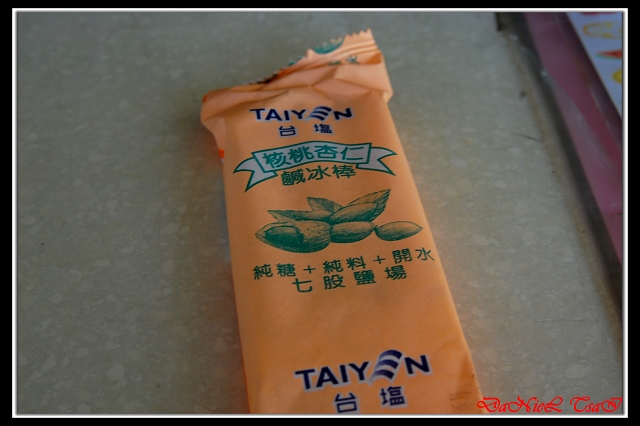 TAIYEN
台塩
核桃杏仁
鹹冰棒
純糖+純料+開水
七股鹽場
TAIYEN
台塩
DaNieL TsaI